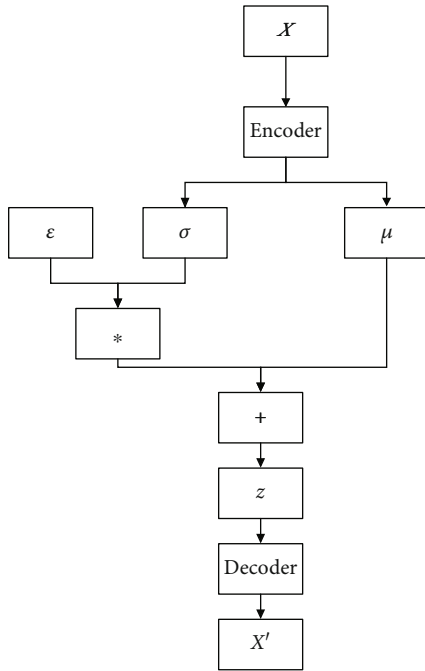 X
Encoder
ε
σ
μ
*
+
z
Decoder
X′